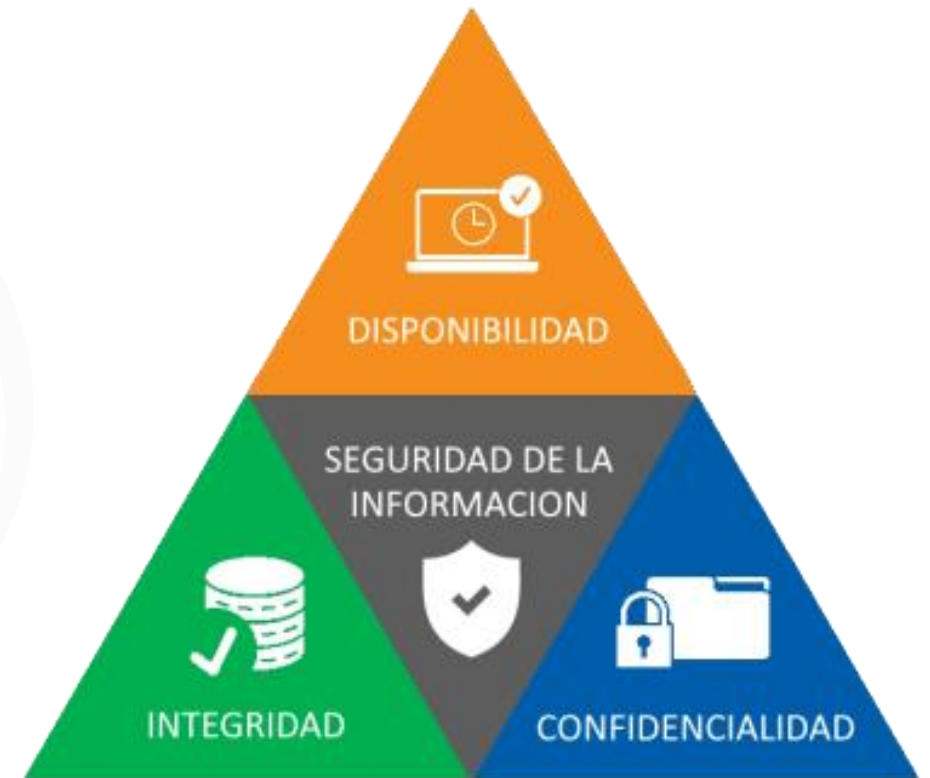 DISPONIBILIDAD
SEGURIDAD DE LA
INFORMACION
INTEGRIDAD
CONFIDENCIALIDAD